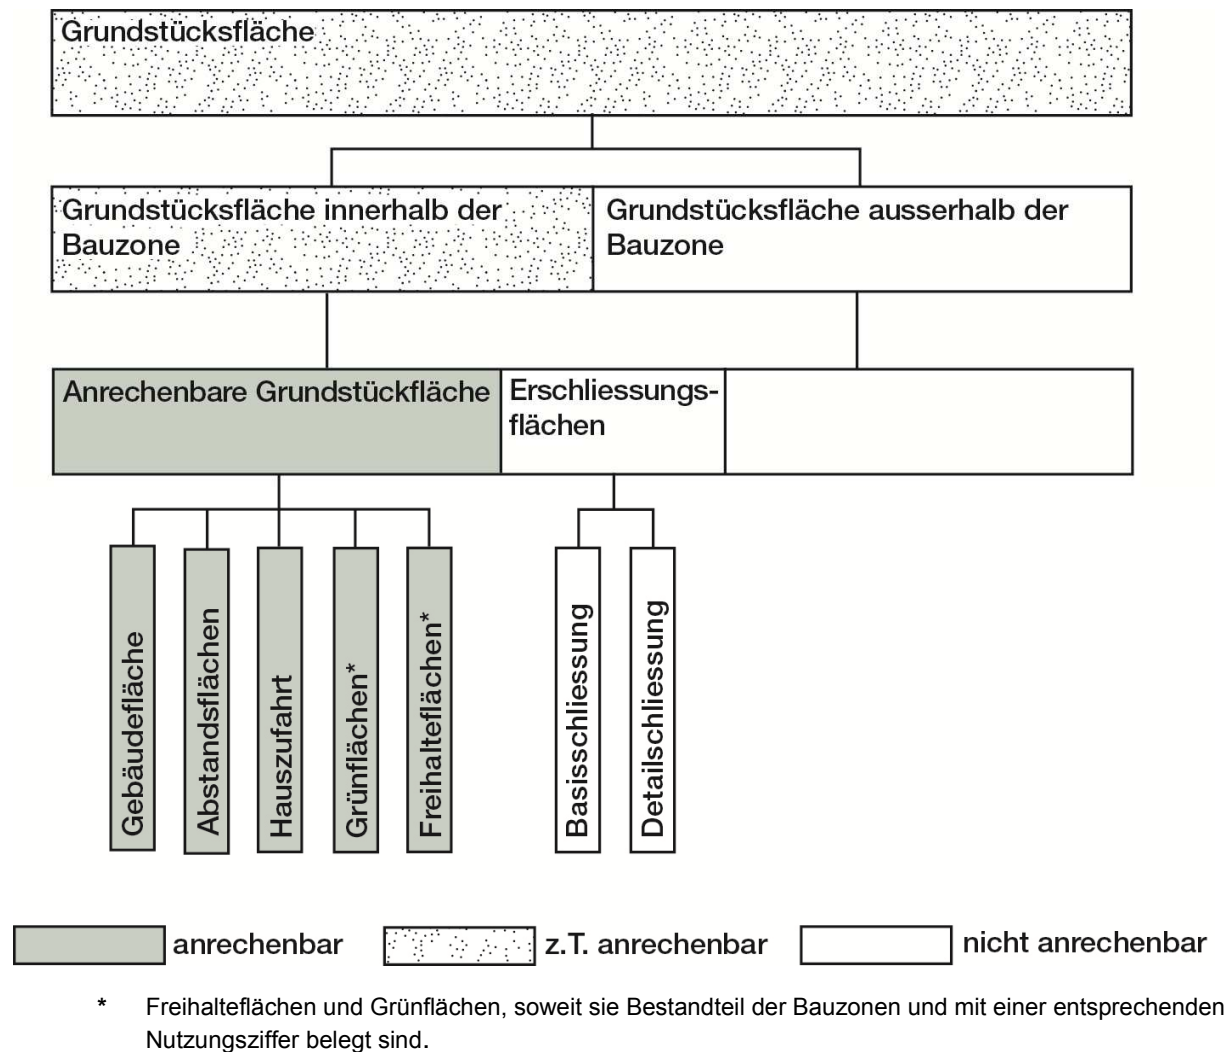 Grundstücksfläche
Grundstücksfläche innerhalb der
Bauzone
Grundstücksfläche ausserhalb der
Bauzone
Anrechenbare Grundstückfläche
Erschliessungs-
flächen
Gebäudefläche
Abstandsflächen
Hauszufahrt
Grünflächen*
Freihalteflächen*
Basisschliessung
Detailschliessung
anrechenbar
z.T. anrechenbar
nicht anrechenbar
* Freihalteflächen und Grünflächen, soweit sie Bestandteil der Bauzonen und mit einer entsprechenden
Nutzungsziffer belegt sind.